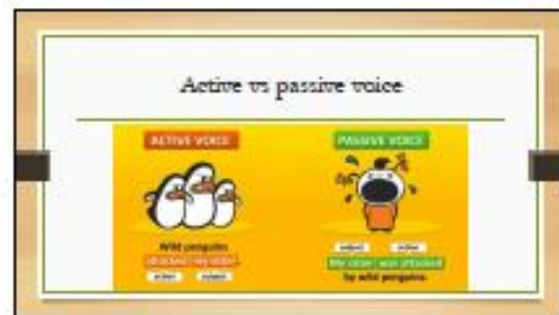 Active vs passive voice
ACTIVE VOICE
PASSIVE VOICE
Wild penguins
attacked my sister.
action
subject
action
My sister was attacked
by wild penguins.